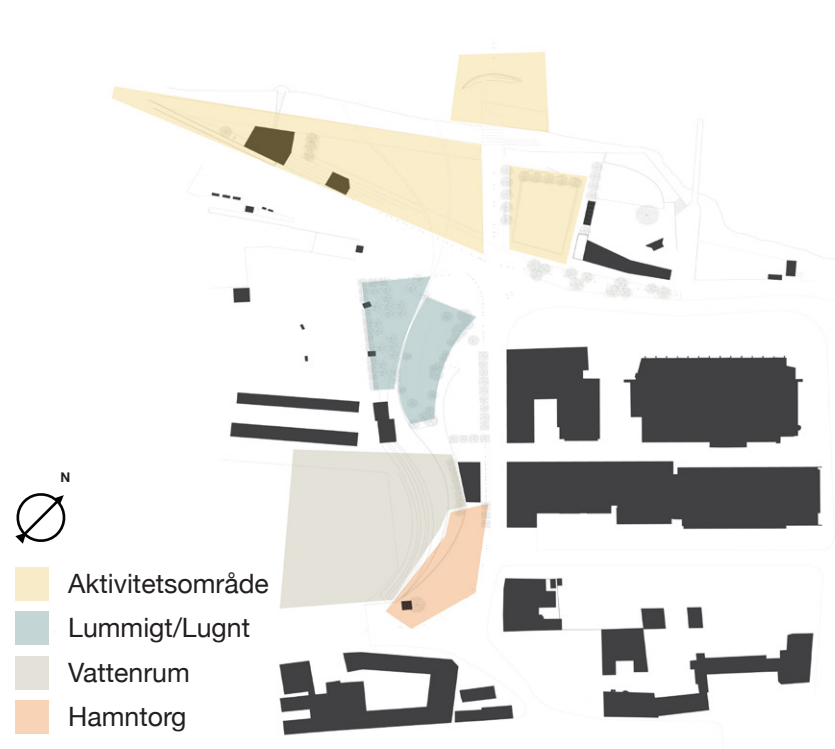 N
Aktivitetsområde
Lummigt/Lugnt
Vattenrum
Hamntorg